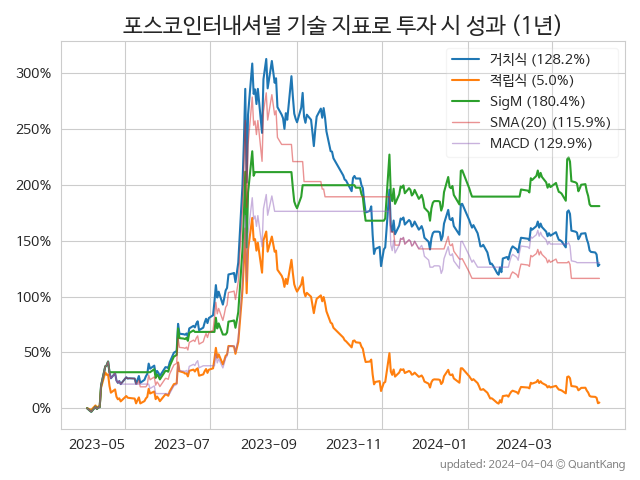 포스코인터내셔널 기술 지표로 투자 시 성과 (1년)
거치식 (128.2%)
적립식 (5.0%)
SigM (180.4%)
SMA(20) (115.9%)
MACD (129.9%)
300%
250%
200%
150%
100%
50%
0%
2023-05 2023-07 2023-09 2023-11 2024-01 2024-03
updated: 2024-04-04 © QuantKang